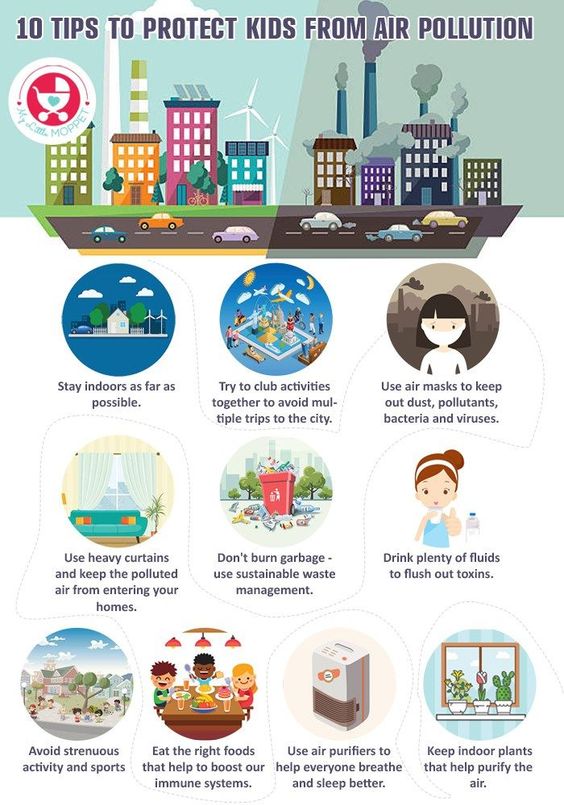 10 TIPS TO PROTECT KIDS FROM AIR POLLUTION
My Little
MOPPET
Stay indoors as far as
possible.
Try to club activities
together to avoid mul-
tiple trips to the city.
Use air masks to keep
out dust, pollutants,
bacteria and viruses.
Use heavy curtains
and keep the polluted
air from entering your
homes.
Don't burn garbage -
use sustainable waste
management.
Drink plenty of fluids
to flush out toxins.
Avoid strenuous
activity and sports
Eat the right foods
that help to boost our
immune systems.
Use air purifiers to
help everyone breathe
and sleep better.
Keep indoor plants
that help purify the
air.